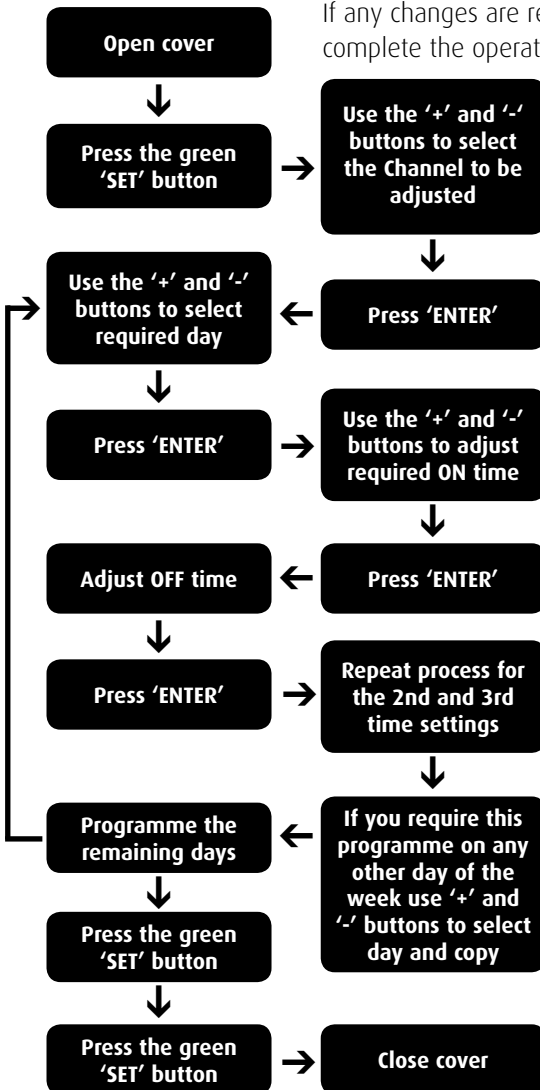 If any changes are re
complete the operat
Open cover
Press the green
‘SET’ button
Use the ‘+’ and ‘-‘
buttons to select
the Channel to be
adjusted
Press ‘ENTER’
Use the ‘+’ and ‘-’
buttons to select
required day
Press ‘ENTER’
Use the ‘+’ and ‘-’
buttons to adjust
required ON time
Press ‘ENTER’
Adjust OFF time
Press ‘ENTER’
Repeat process for
the 2nd and 3rd
time settings
If you require this
programme on any
other day of the
week use ‘+’ and
‘-’ buttons to select
day and copy
Programme the
remaining days
Press the green
‘SET’ button
Press the green
‘SET’ button
Close cover